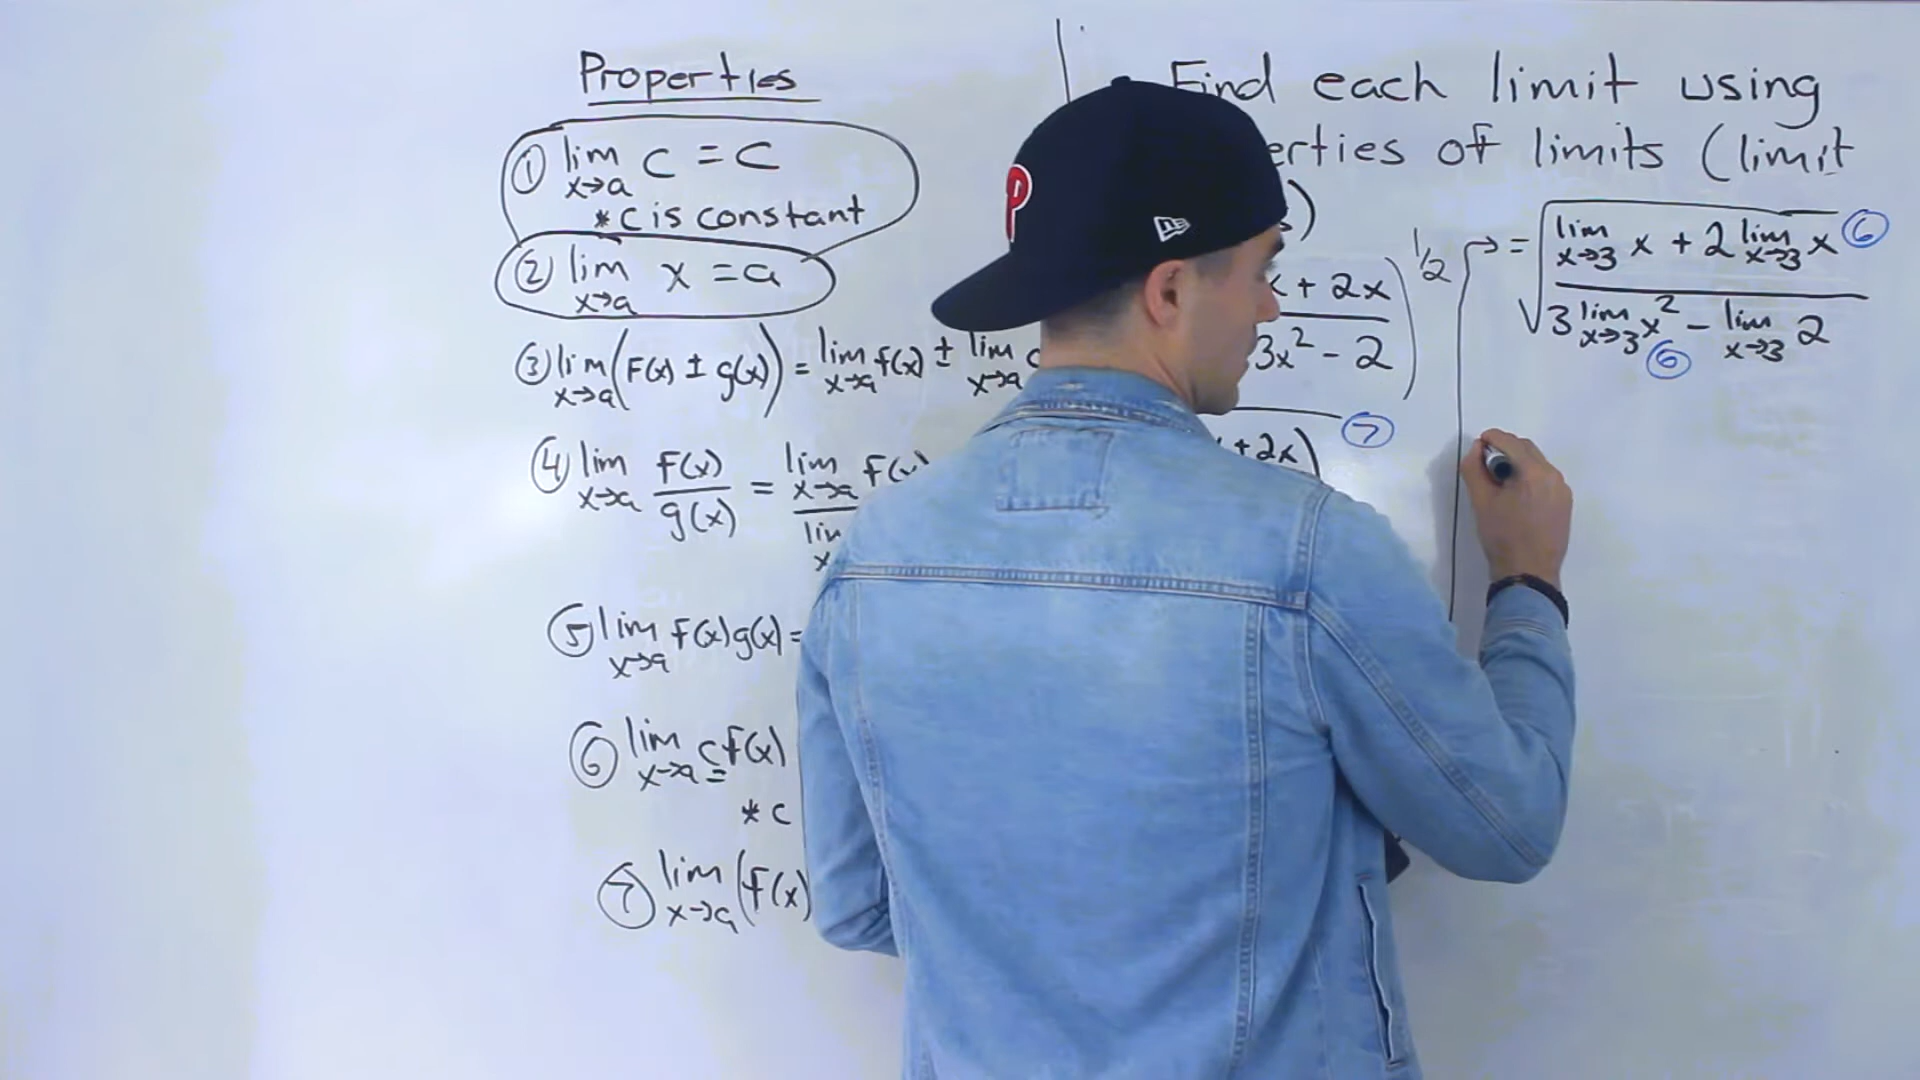 Properties
① lim x→a c = c
*c is constant
② lim x→a x = a
③ lim x→a (f(x) ± g(x)) = lim x→a f(x) ± lim x→a
④ lim x→a f(x)/g(x) = lim x→a f(x) / lim
⑤ lim x→a f(x)g(x) =
⑥ lim x→a cf(x)
* c
⑦ lim x→a (f(x)
Find each limit using
erties of limits (limit
)
+ 2x
3x² - 2
) 1/2
⑦
+2x)
→ = √ lim x→3 x + 2 lim x→3 x ⑥
3 lim x→3 x² - lim x→3 2
⑥
P